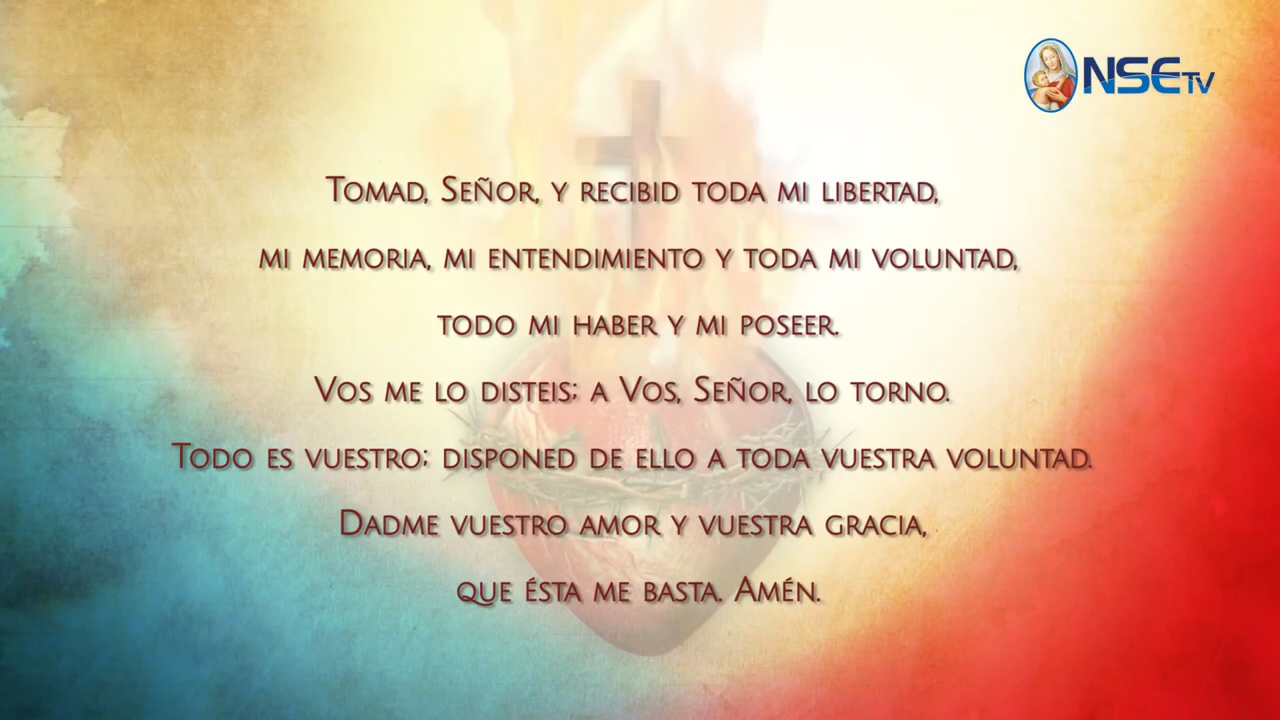 NSE TV
Tomad, Señor, y recibid toda mi libertad,
mi memoria, mi entendimiento y toda mi voluntad,
todo mi haber y mi poseer.
Vos me lo disteis; a Vos, Señor, lo torno.
Todo es vuestro; disponed de ello a toda vuestra voluntad.
Dadme vuestro amor y vuestra gracia,
que ésta me basta. Amén.